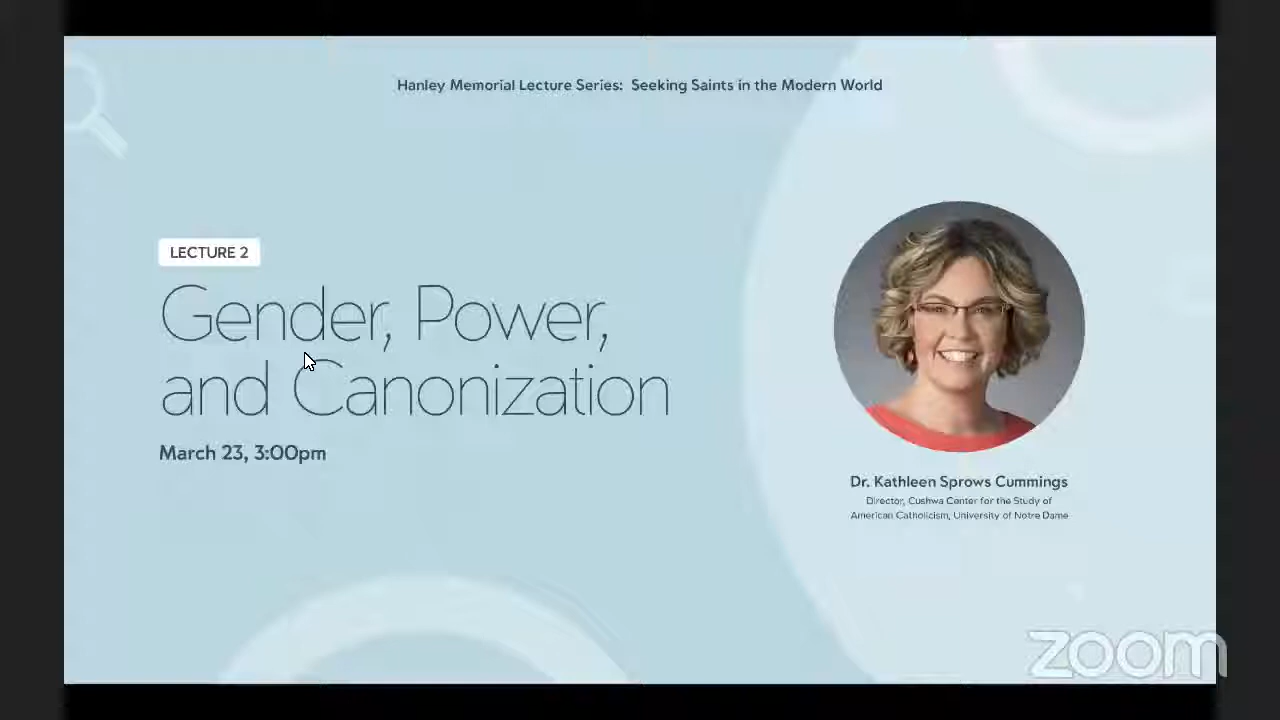 Hanley Memorial Lecture Series: Seeking Saints in the Modern World
LECTURE 2
Gender, Power,
and Canonization
March 23, 3:00pm
Dr. Kathleen Sprows Cummings
Director, Cushwa Center for the Study of
American Catholicism, University of Notre Dame
zoom